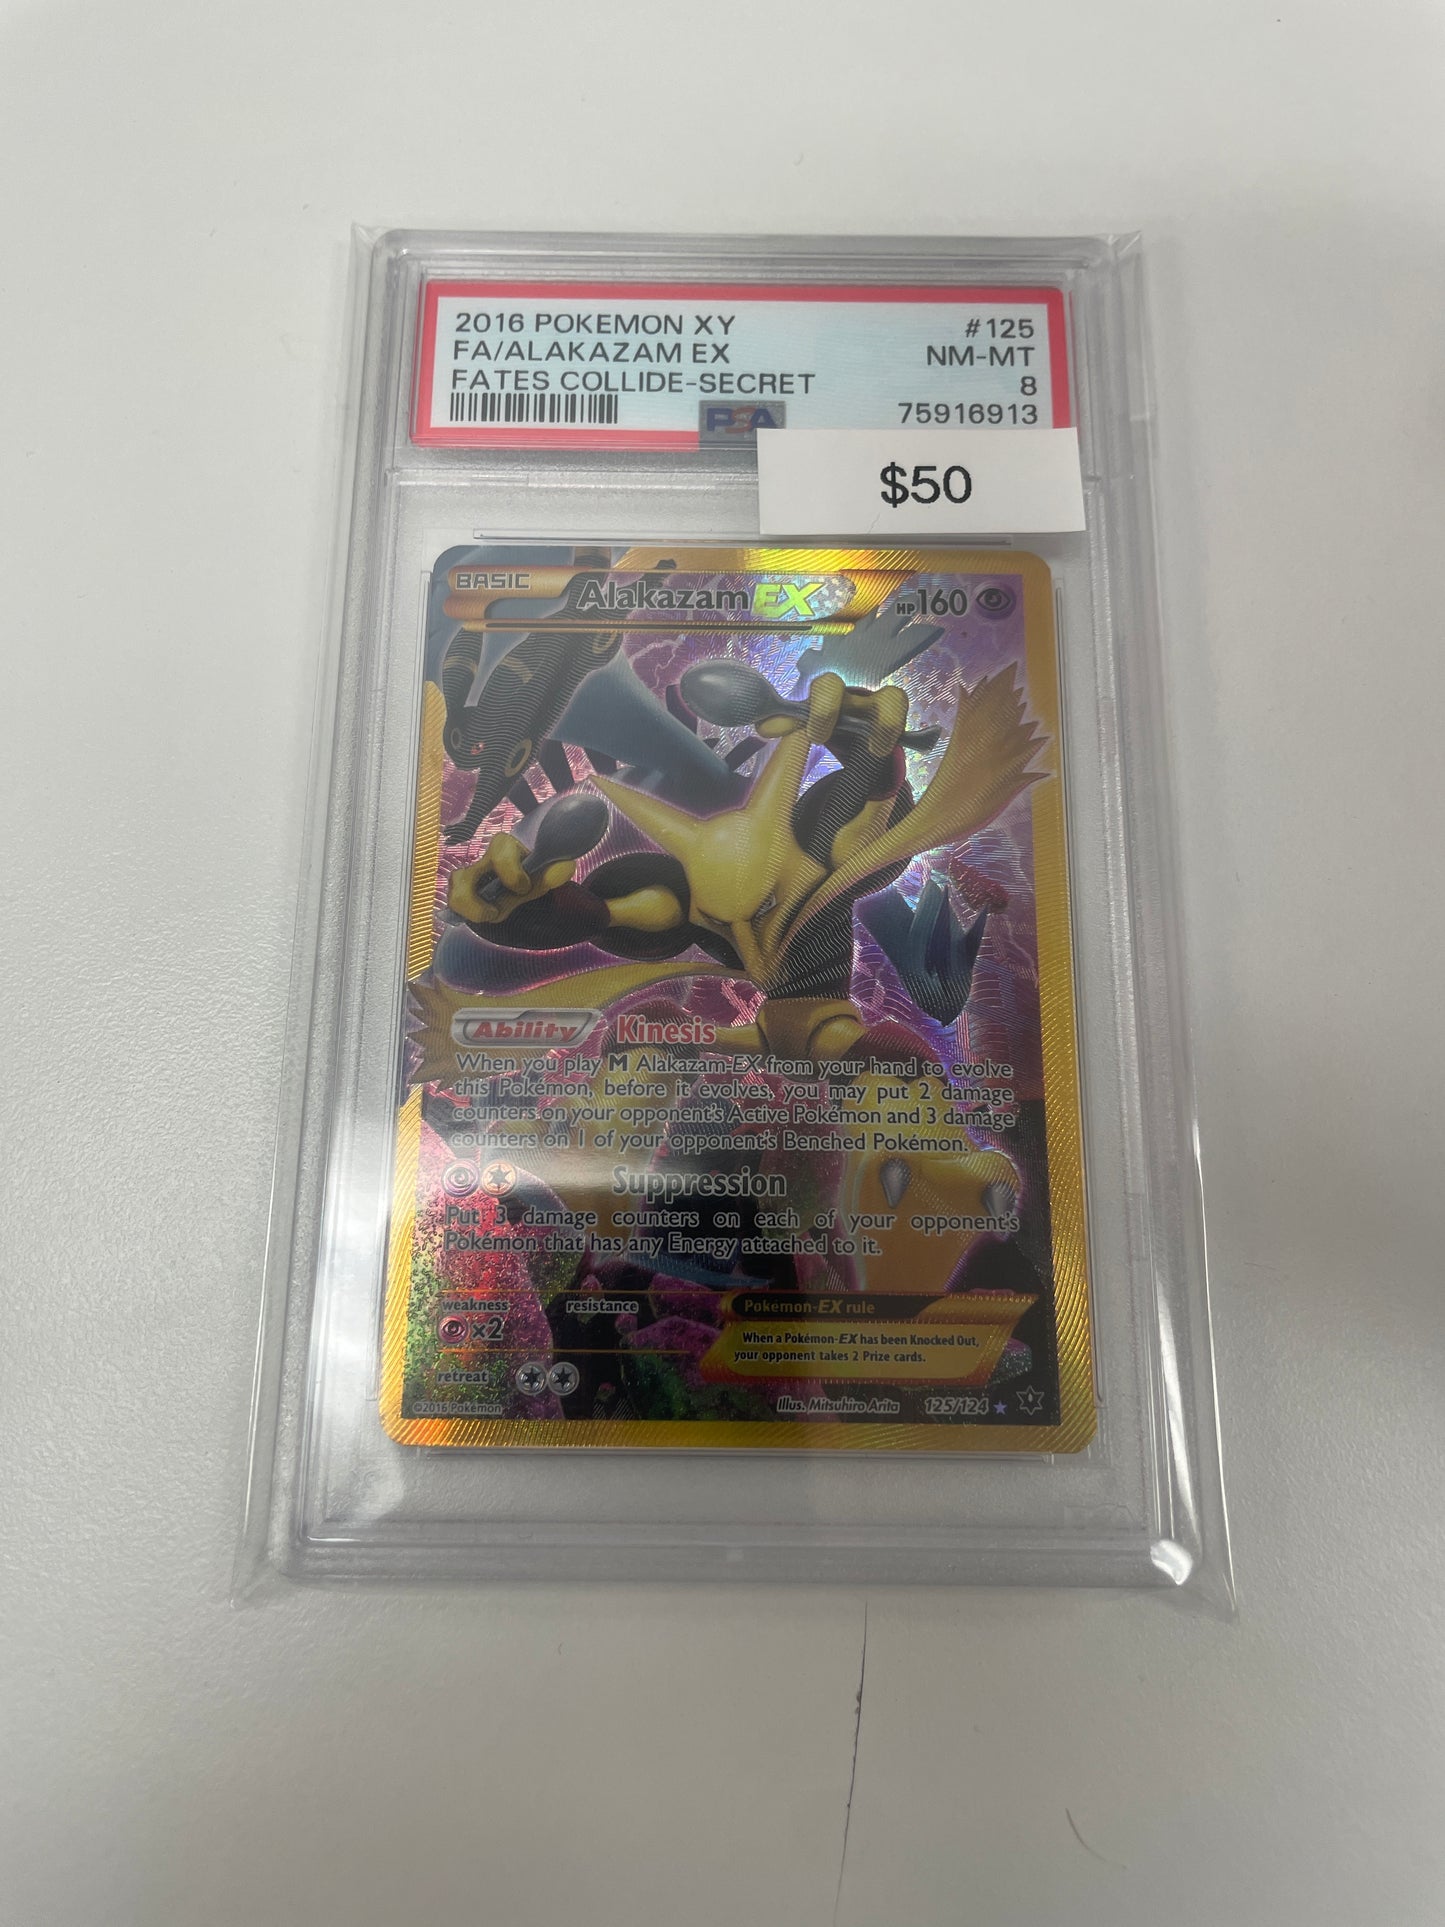 2016 POKEMON XY #125
FA/ALAKAZAM EX NM-MT
FATES COLLIDE-SECRET 8
PSA 75916913
$50
BASIC Alakazam EX HP160
Ability Kinesis
When you play M Alakazam-EX from your hand to evolve
this Pokémon, before it evolves, you may put 2 damage
counters on your opponent's Active Pokémon and 3 damage
counters on 1 of your opponent's Benched Pokémon.
Suppression
Put 3 damage counters on each of your opponent's
Pokémon that has any Energy attached to it.
weakness resistance Pokémon-EX rule
×2 When a Pokémon-EX has been Knocked Out,
your opponent takes 2 Prize cards.
retreat
©2016 Pokémon Illus. Mitsuhiro Arita 125/124